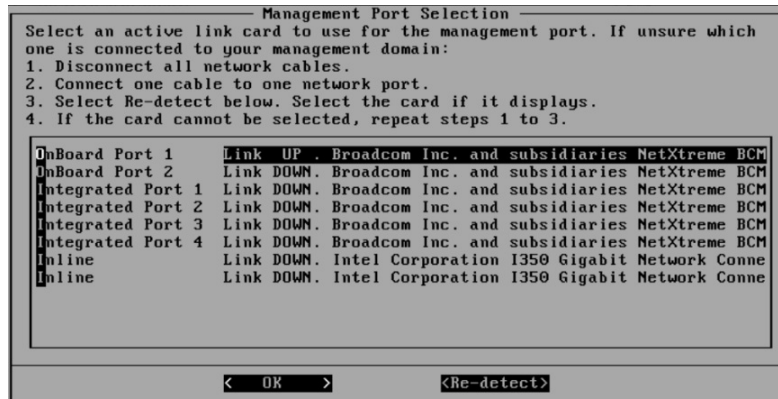 Management Port Selection
Select an active link card to use for the management port. If unsure which
one is connected to your management domain:
1. Disconnect all network cables.
2. Connect one cable to one network port.
3. Select Re-detect below. Select the card if it displays.
4. If the card cannot be selected, repeat steps 1 to 3.
OnBoard Port 1 Link UP . Broadcom Inc. and subsidiaries NetXtreme BCM
OnBoard Port 2 Link DOWN. Broadcom Inc. and subsidiaries NetXtreme BCM
Integrated Port 1 Link DOWN. Broadcom Inc. and subsidiaries NetXtreme BCM
Integrated Port 2 Link DOWN. Broadcom Inc. and subsidiaries NetXtreme BCM
Integrated Port 3 Link DOWN. Broadcom Inc. and subsidiaries NetXtreme BCM
Integrated Port 4 Link DOWN. Broadcom Inc. and subsidiaries NetXtreme BCM
Inline Link DOWN. Intel Corporation I350 Gigabit Network Conne
Inline Link DOWN. Intel Corporation I350 Gigabit Network Conne
< OK > <Re-detect>